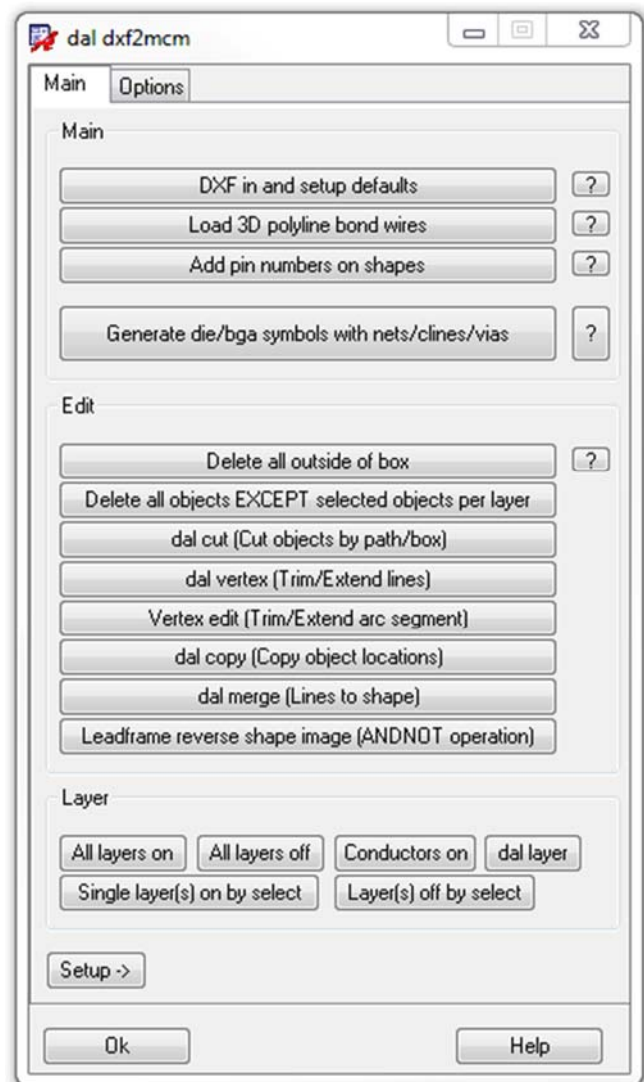 dal dxf2mcm
Main Options
Main
DXF in and setup defaults ?
Load 3D polyline bond wires ?
Add pin numbers on shapes ?
Generate die/bga symbols with nets/clines/vias ?
Edit
Delete all outside of box ?
Delete all objects EXCEPT selected objects per layer
dal cut (Cut objects by path/box)
dal vertex (Trim/Extend lines)
Vertex edit (Trim/Extend arc segment)
dal copy (Copy object locations)
dal merge (Lines to shape)
Leadframe reverse shape image (ANDNOT operation)
Layer
All layers on All layers off Conductors on dal layer
Single layer(s) on by select Layer(s) off by select
Setup ->
Ok Help